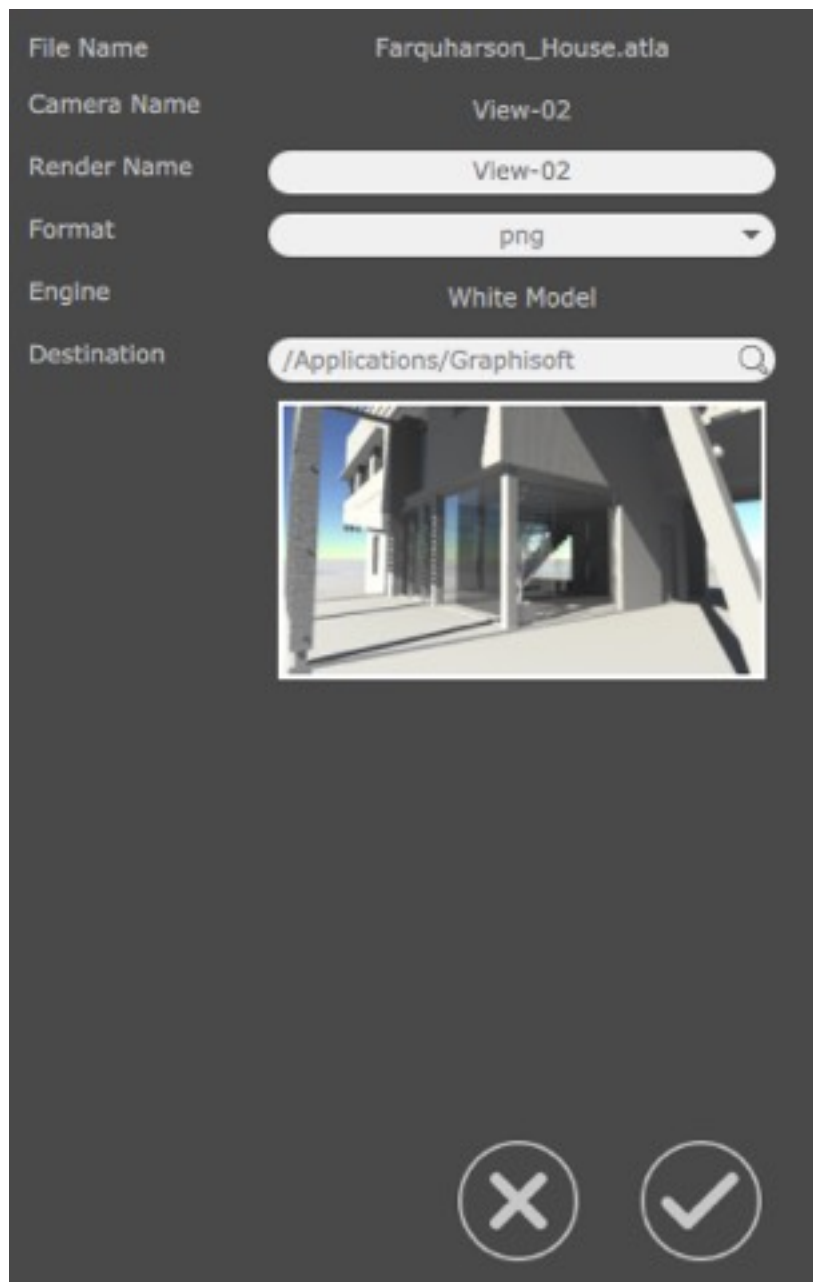 File Name Farquharson_House.atla
Camera Name View-02
Render Name View-02
Format png
Engine White Model
Destination /Applications/Graphisoft